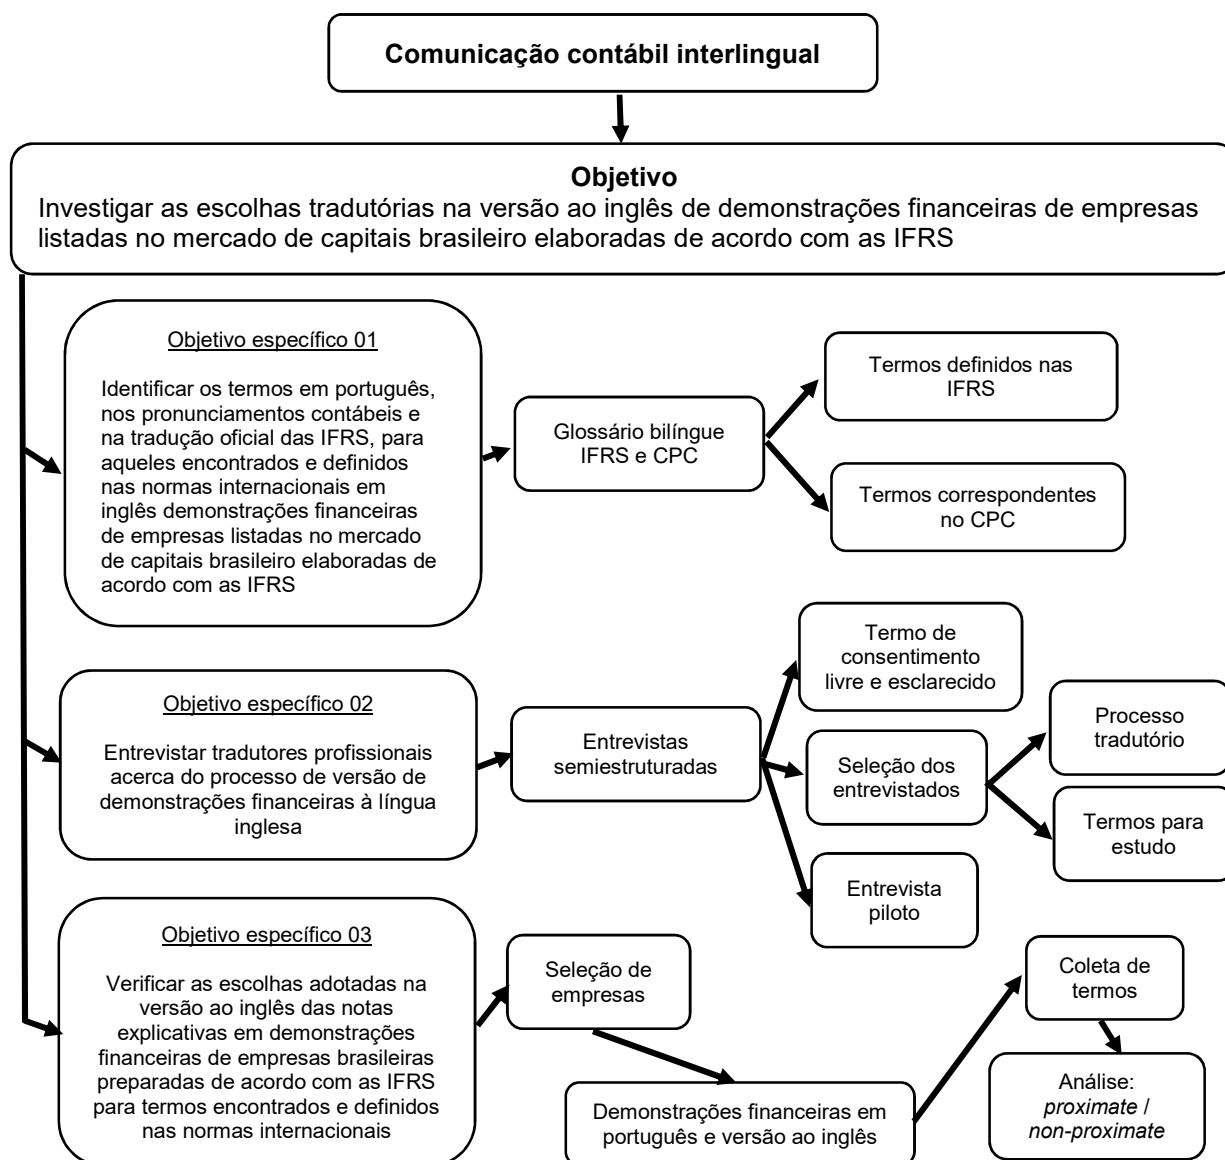 Comunicação contábil interlingual
Objetivo
Investigar as escolhas tradutórias na versão ao inglês de demonstrações financeiras de empresas
listadas no mercado de capitais brasileiro elaboradas de acordo com as IFRS
Objetivo específico 01
Identificar os termos em português,
nos pronunciamentos contábeis e
na tradução oficial das IFRS, para
aqueles encontrados e definidos
nas normas internacionais em
inglês demonstrações financeiras
de empresas listadas no mercado
de capitais brasileiro elaboradas de
acordo com as IFRS
Glossário bilíngue
IFRS e CPC
Termos definidos nas
IFRS
Termos correspondentes
no CPC
Objetivo específico 02
Entrevistar tradutores profissionais
acerca do processo de versão de
demonstrações financeiras à língua
inglesa
Entrevistas
semiestruturadas
Termo de
consentimento
livre e esclarecido
Seleção dos
entrevistados
Entrevista
piloto
Processo
tradutório
Termos para
estudo
Objetivo específico 03
Verificar as escolhas adotadas na
versão ao inglês das notas
explicativas em demonstrações
financeiras de empresas brasileiras
preparadas de acordo com as IFRS
para termos encontrados e definidos
nas normas internacionais
Seleção de
empresas
Demonstrações financeiras em
português e versão ao inglês
Coleta de
termos
Análise:
proximate /
non-proximate